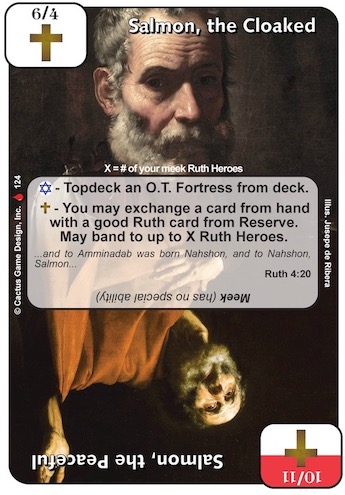 6/4
Salmon, the Cloaked
X = # of your meek Ruth Heroes
- Topdeck an O.T. Fortress from deck.
- You may exchange a card from hand
with a good Ruth card from Reserve.
May band to up to X Ruth Heroes.
...and to Amminadab was born Nahshon, and to Nahshon,
Salmon...
Ruth 4:20
© Cactus Game Design, Inc. 124
Illus. Jusepe de Ribera
Meek (has no special ability)
Salmon, the Peaceful
10/11